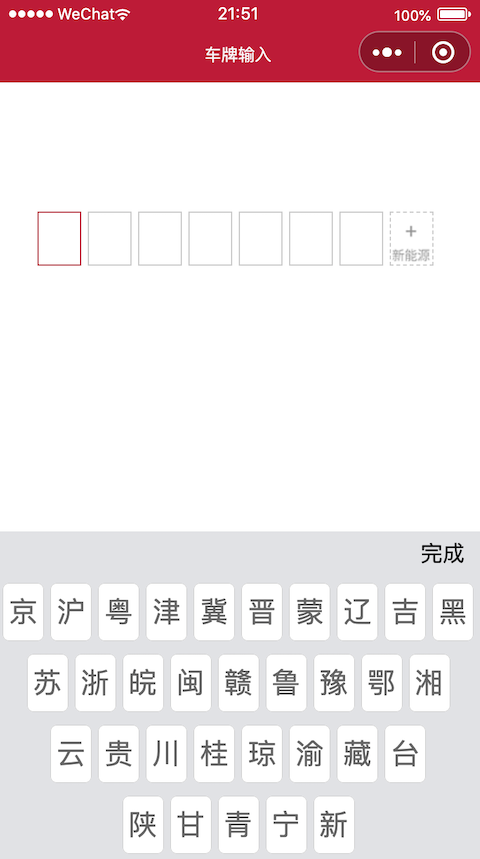 WeChat 21:51 100%
车牌输入
+
新能源
完成
京 沪 粤 津 冀 晋 蒙 辽 吉 黑
苏 浙 皖 闽 赣 鲁 豫 鄂 湘
云 贵 川 桂 琼 渝 藏 台
陕 甘 青 宁 新